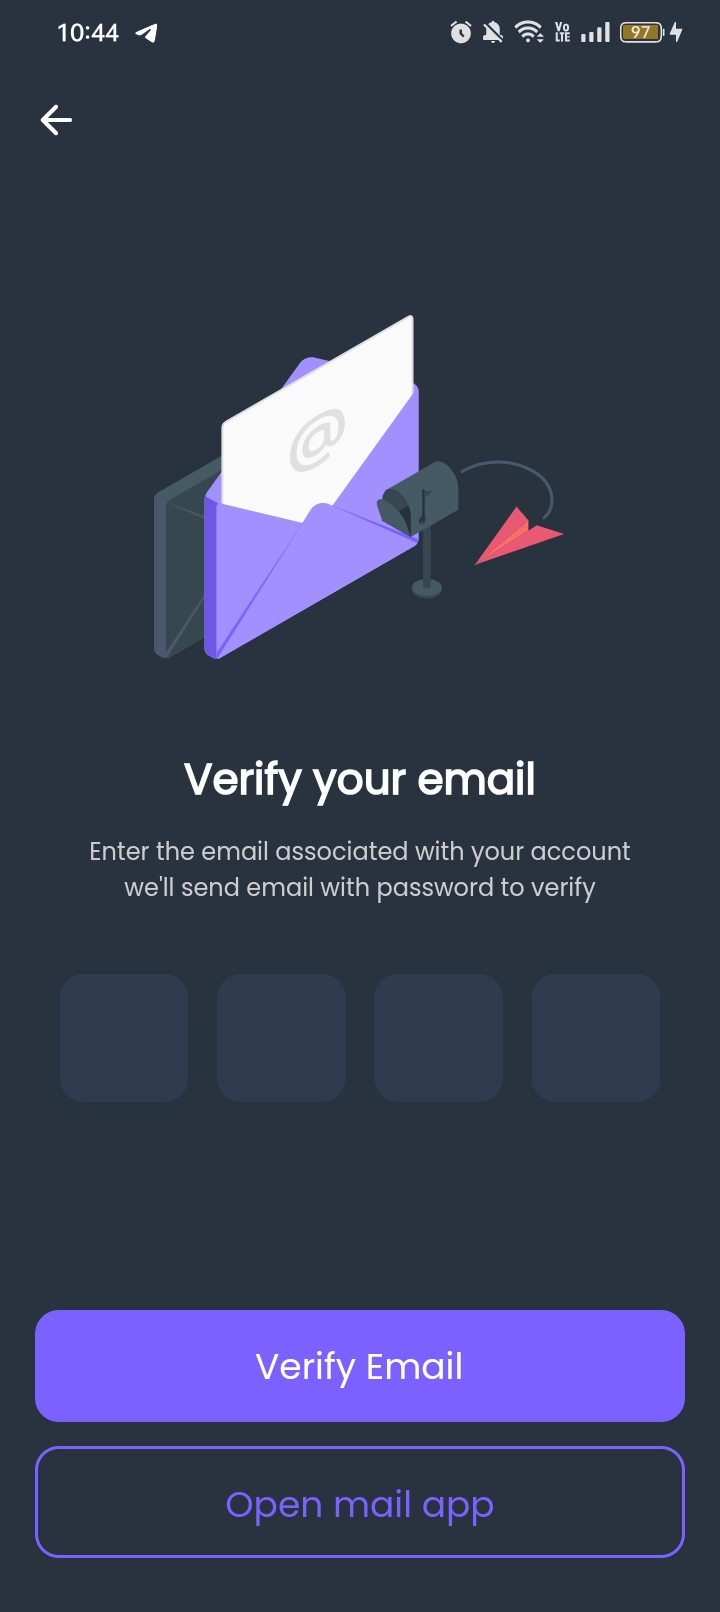 10:44
Vo LTE
97
@
Verify your email
Enter the email associated with your account
we'll send email with password to verify
Verify Email
Open mail app